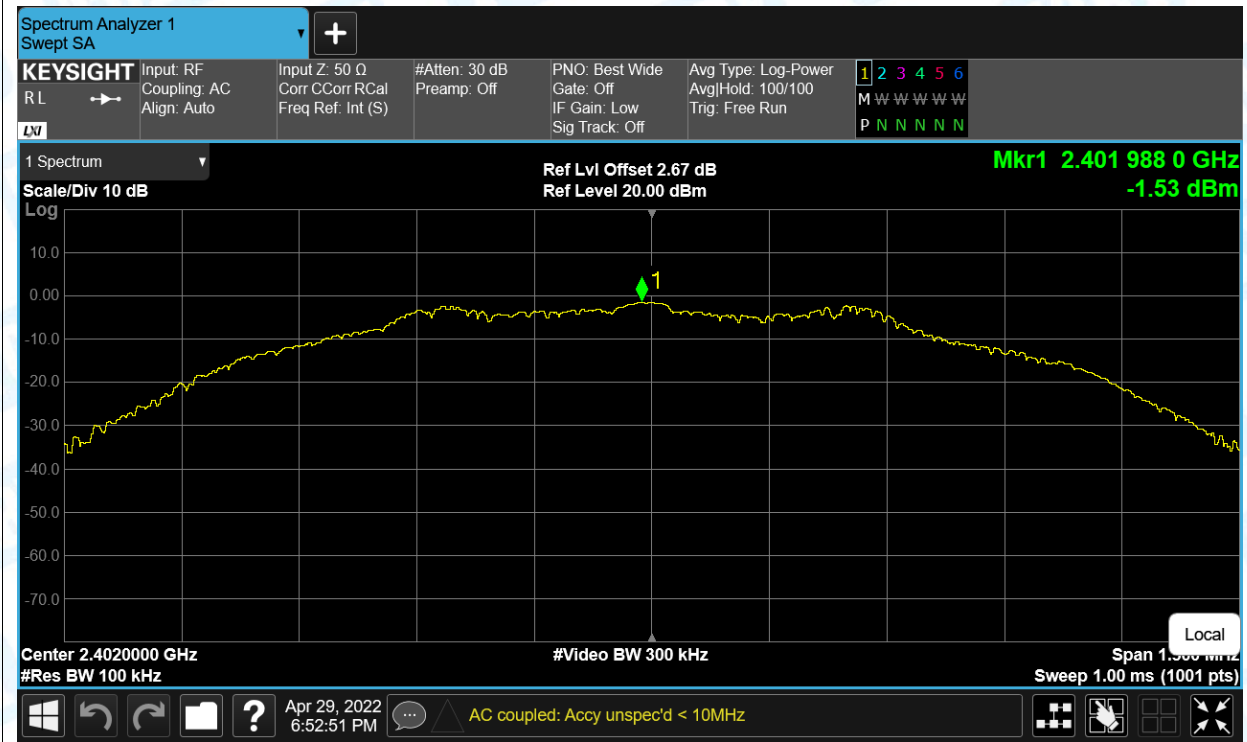 Spectrum Analyzer 1
Swept SA
KEYSIGHT
R L
LXI
Input: RF
Coupling: AC
Align: Auto
Input Z: 50 Ω
Corr CCorr RCal
Freq Ref: Int (S)
#Atten: 30 dB
Preamp: Off
PNO: Best Wide
Gate: Off
IF Gain: Low
Sig Track: Off
Avg Type: Log-Power
Avg|Hold: 100/100
Trig: Free Run
1 2 3 4 5 6
M W W W W W
P N N N N N
1 Spectrum
Scale/Div 10 dB
Log
Ref Lvl Offset 2.67 dB
Ref Level 20.00 dBm
Mkr1 2.401 988 0 GHz
-1.53 dBm
10.0
0.00
-10.0
-20.0
-30.0
-40.0
-50.0
-60.0
-70.0
1
Center 2.4020000 GHz
#Res BW 100 kHz
#Video BW 300 kHz
Local
Span
Sweep 1.00 ms (1001 pts)
?
Apr 29, 2022
6:52:51 PM
AC coupled: Accy unspec'd < 10MHz